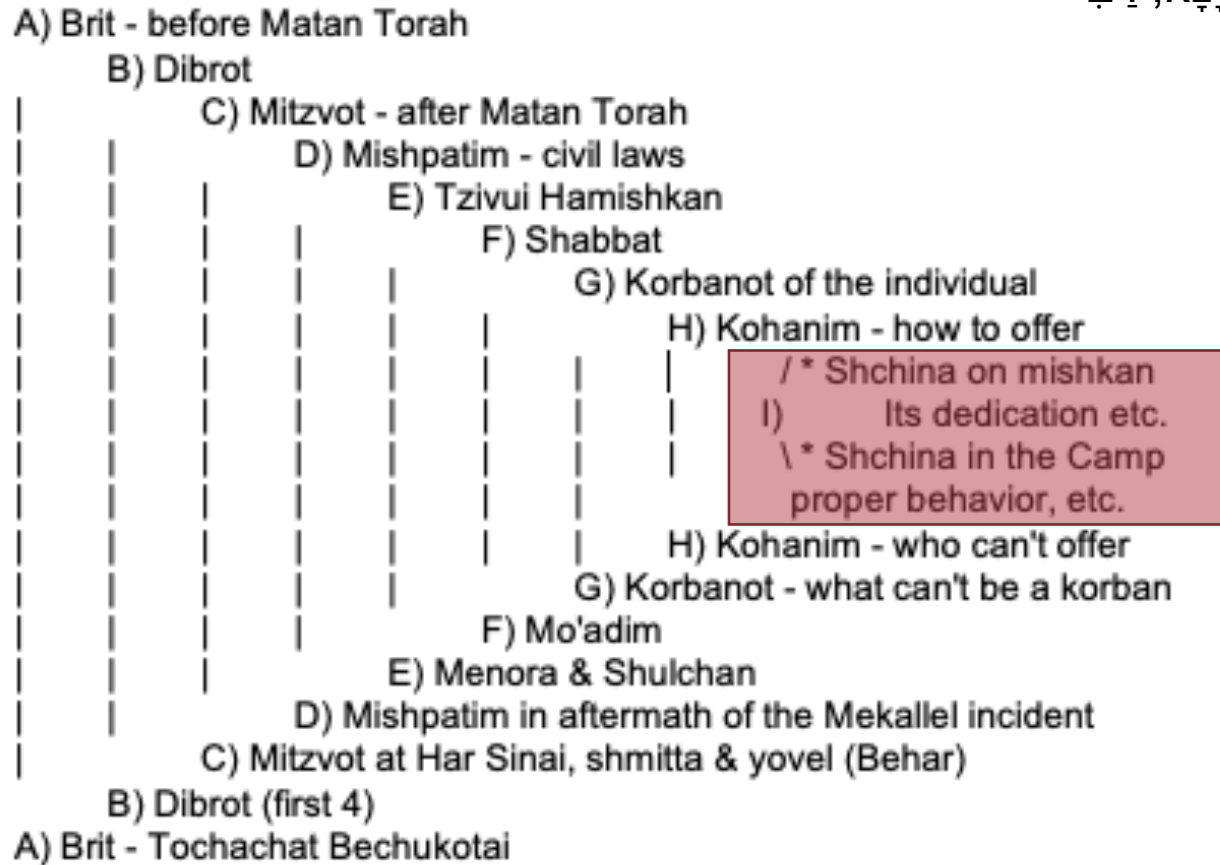 A) Brit - before Matan Torah
B) Dibrot
| C) Mitzvot - after Matan Torah
| | D) Mishpatim - civil laws
| | | E) Tzivui Hamishkan
| | | | F) Shabbat
| | | | | G) Korbanot of the individual
| | | | | | H) Kohanim - how to offer
| | | | | | | | / * Shchina on mishkan
| | | | | | | | I) Its dedication etc.
| | | | | | | | \ * Shchina in the Camp
| | | | | | | proper behavior, etc.
| | | | | | | H) Kohanim - who can't offer
| | | | | G) Korbanot - what can't be a korban
| | | | F) Mo'adim
| | | E) Menora & Shulchan
| | D) Mishpatim in aftermath of the Mekallel incident
| C) Mitzvot at Har Sinai, shmitta & yovel (Behar)
B) Dibrot (first 4)
A) Brit - Tochachat Bechukotai